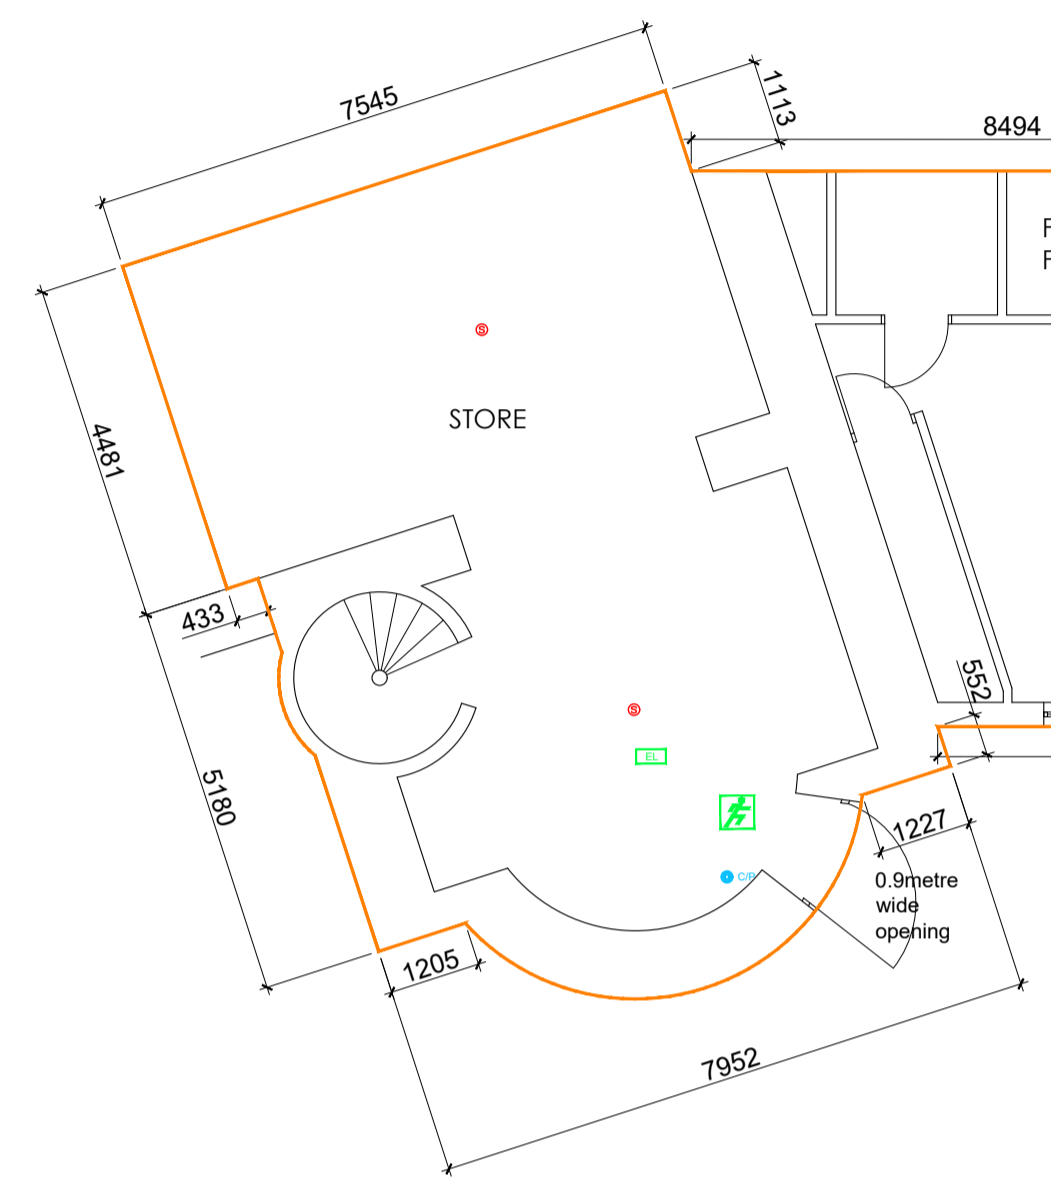 7545
1113
8494
F
F
S
STORE
4481
433
552
S
EL
5180
1227
C/P
0.9metre
wide
opening
1205
7952